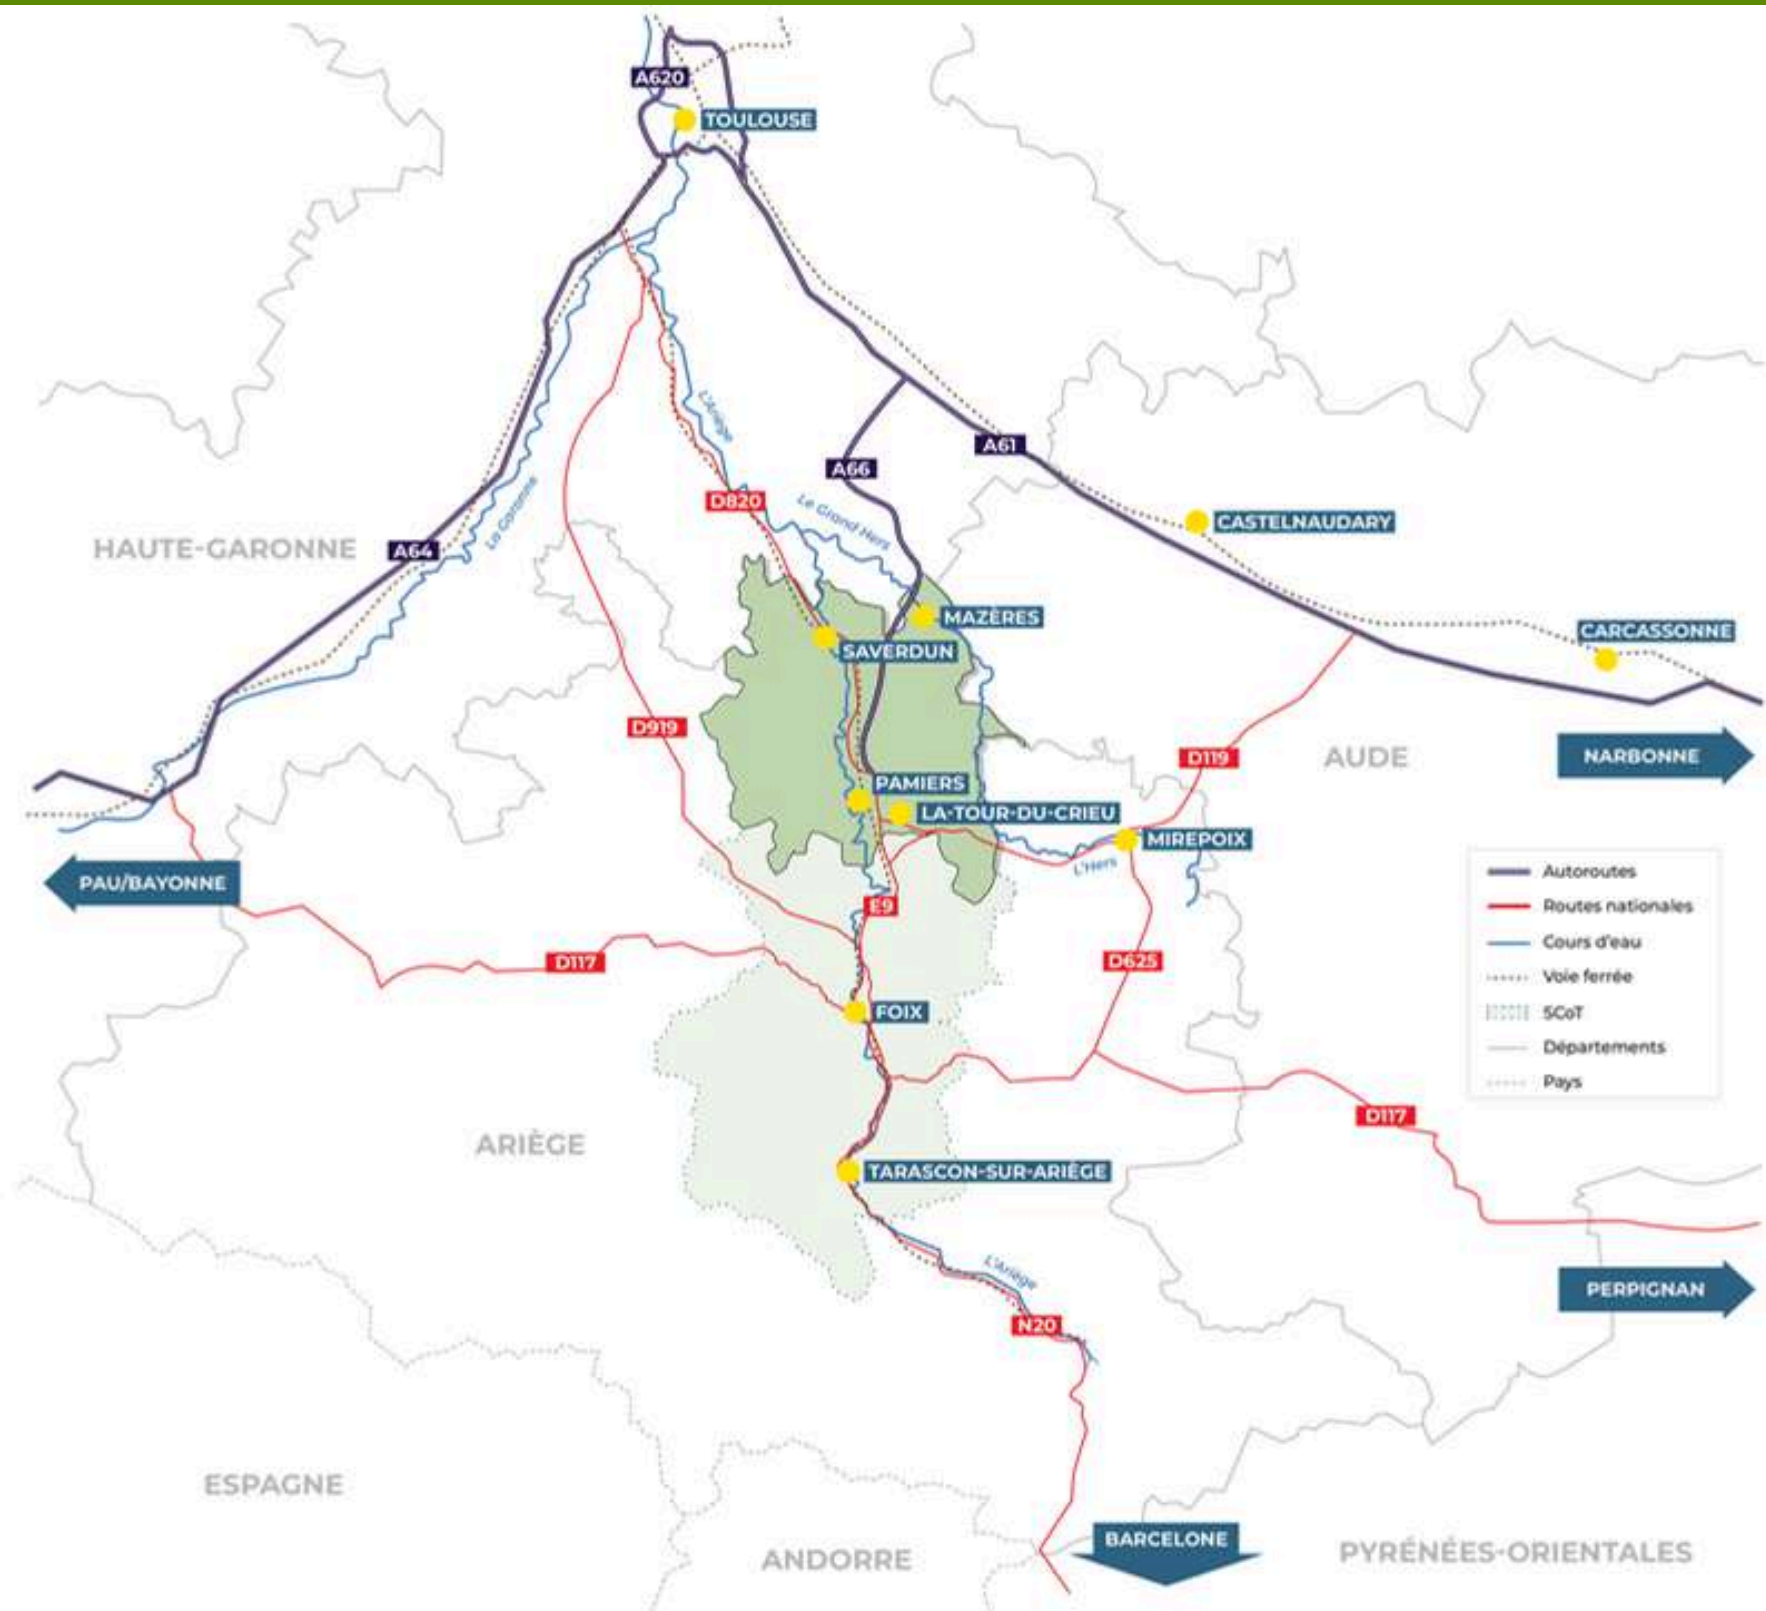 A620
TOULOUSE
L'Ariège
A61
A66
D820
Le Grand Hers
La Garonne
CASTELNAUDARY
HAUTE-GARONNE
A64
MAZÈRES
CARCASSONNE
SAVERDUN
D919
D119
AUDE
NARBONNE
PAMIERS
LA-TOUR-DU-CRIEU
MIREPOIX
L'Hers
PAU/BAYONNE
E9
D117
D625
FOIX
Autoroutes
Routes nationales
Cours d'eau
Voie ferrée
SCoT
Départements
Pays
D117
ARIÈGE
TARASCON-SUR-ARIÈGE
L'Ariège
PERPIGNAN
N20
ESPAGNE
ANDORRE
BARCELONE
PYRÉNÉES-ORIENTALES